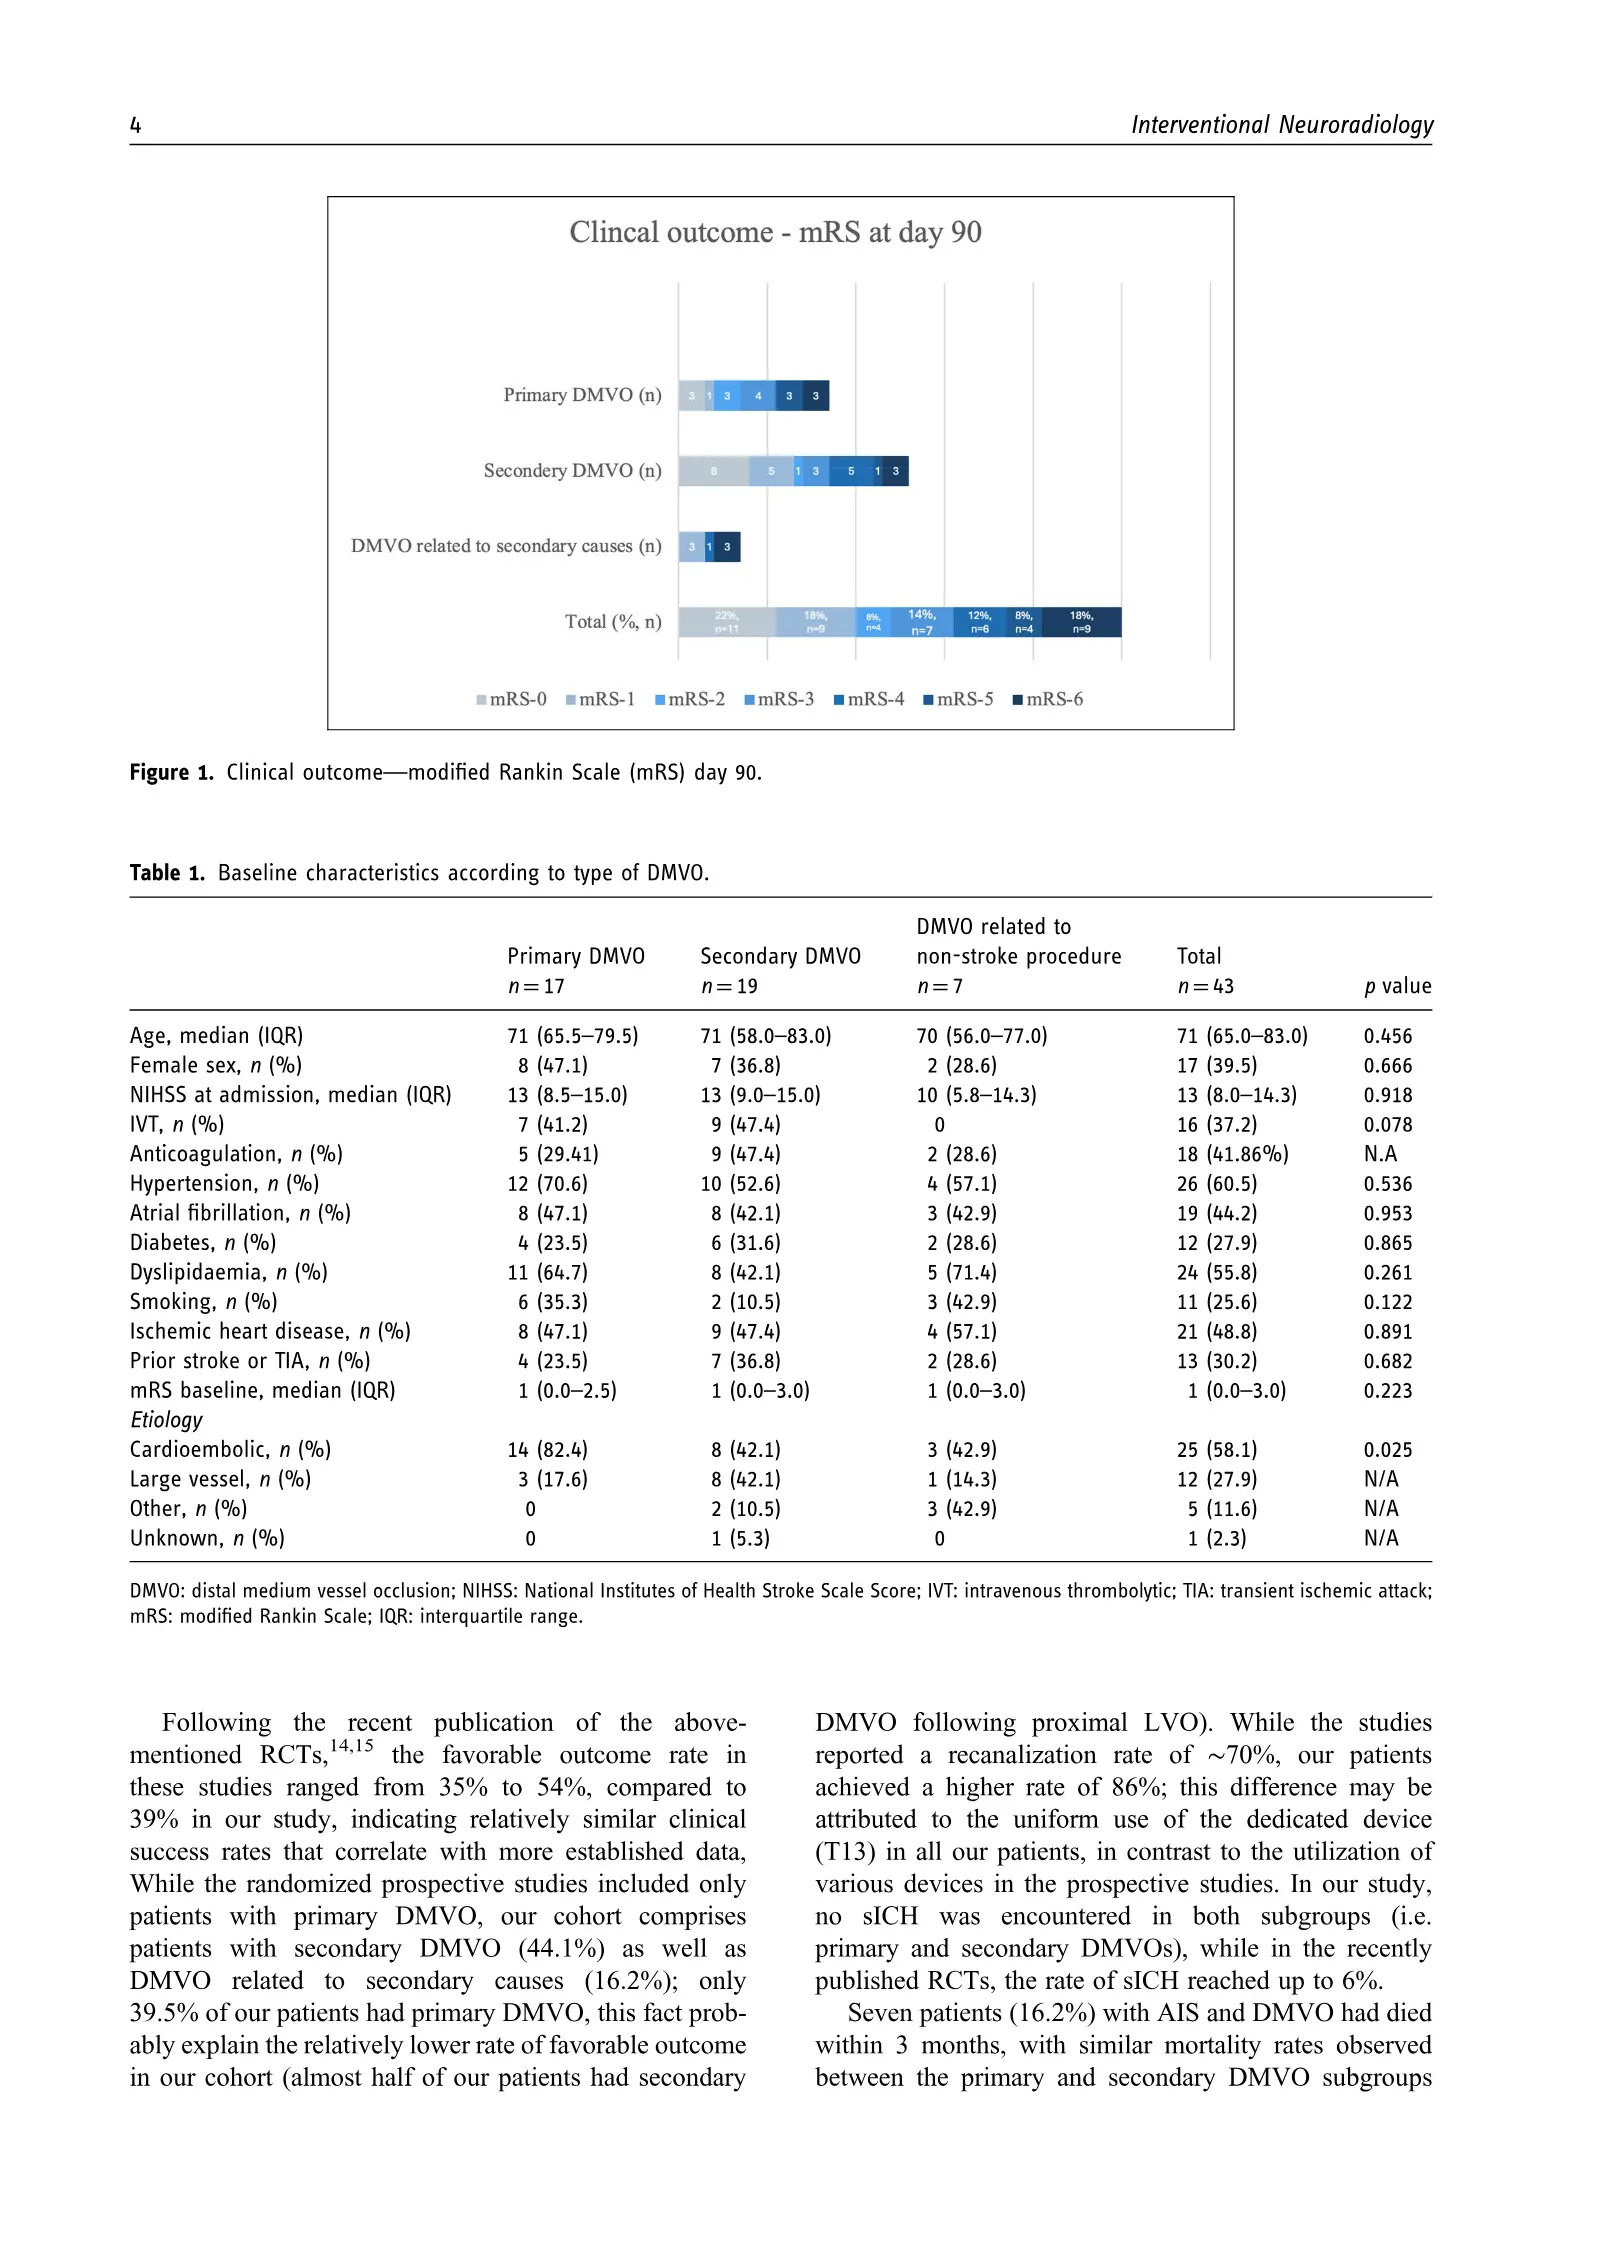 4
Interventional Neuroradiology
Clincal outcome - mRS at day 90
Primary DMVO (n)
3 1 3 4 3 3
Secondery DMVO (n)
8 5 1 3 5 1 3
DMVO related to secondary causes (n)
3 1 3
Total (%, n)
22%, n=11 18%, n=9 8%, n=4 14%, n=7 12%, n=6 8%, n=4 18%, n=9
mRS-0 mRS-1 mRS-2 mRS-3 mRS-4 mRS-5 mRS-6
Figure 1. Clinical outcome—modified Rankin Scale (mRS) day 90.
Table 1. Baseline characteristics according to type of DMVO.
Primary DMVO n = 17
Secondary DMVO n = 19
DMVO related to non-stroke procedure n = 7
Total n = 43
p value
Age, median (IQR) 71 (65.5–79.5) 71 (58.0–83.0) 70 (56.0–77.0) 71 (65.0–83.0) 0.456
Female sex, n (%) 8 (47.1) 7 (36.8) 2 (28.6) 17 (39.5) 0.666
NIHSS at admission, median (IQR) 13 (8.5–15.0) 13 (9.0–15.0) 10 (5.8–14.3) 13 (8.0–14.3) 0.918
IVT, n (%) 7 (41.2) 9 (47.4) 0 16 (37.2) 0.078
Anticoagulation, n (%) 5 (29.41) 9 (47.4) 2 (28.6) 18 (41.86%) N.A
Hypertension, n (%) 12 (70.6) 10 (52.6) 4 (57.1) 26 (60.5) 0.536
Atrial fibrillation, n (%) 8 (47.1) 8 (42.1) 3 (42.9) 19 (44.2) 0.953
Diabetes, n (%) 4 (23.5) 6 (31.6) 2 (28.6) 12 (27.9) 0.865
Dyslipidaemia, n (%) 11 (64.7) 8 (42.1) 5 (71.4) 24 (55.8) 0.261
Smoking, n (%) 6 (35.3) 2 (10.5) 3 (42.9) 11 (25.6) 0.122
Ischemic heart disease, n (%) 8 (47.1) 9 (47.4) 4 (57.1) 21 (48.8) 0.891
Prior stroke or TIA, n (%) 4 (23.5) 7 (36.8) 2 (28.6) 13 (30.2) 0.682
mRS baseline, median (IQR) 1 (0.0–2.5) 1 (0.0–3.0) 1 (0.0–3.0) 1 (0.0–3.0) 0.223
Etiology
Cardioembolic, n (%) 14 (82.4) 8 (42.1) 3 (42.9) 25 (58.1) 0.025
Large vessel, n (%) 3 (17.6) 8 (42.1) 1 (14.3) 12 (27.9) N/A
Other, n (%) 0 2 (10.5) 3 (42.9) 5 (11.6) N/A
Unknown, n (%) 0 1 (5.3) 0 1 (2.3) N/A
DMVO: distal medium vessel occlusion; NIHSS: National Institutes of Health Stroke Scale Score; IVT: intravenous thrombolytic; TIA: transient ischemic attack;
mRS: modified Rankin Scale; IQR: interquartile range.
Following the recent publication of the above-
mentioned RCTs,14,15 the favorable outcome rate in
these studies ranged from 35% to 54%, compared to
39% in our study, indicating relatively similar clinical
success rates that correlate with more established data,
While the randomized prospective studies included only
patients with primary DMVO, our cohort comprises
patients with secondary DMVO (44.1%) as well as
DMVO related to secondary causes (16.2%); only
39.5% of our patients had primary DMVO, this fact prob-
ably explain the relatively lower rate of favorable outcome
in our cohort (almost half of our patients had secondary
DMVO following proximal LVO). While the studies
reported a recanalization rate of ~70%, our patients
achieved a higher rate of 86%; this difference may be
attributed to the uniform use of the dedicated device
(T13) in all our patients, in contrast to the utilization of
various devices in the prospective studies. In our study,
no sICH was encountered in both subgroups (i.e.
primary and secondary DMVOs), while in the recently
published RCTs, the rate of sICH reached up to 6%.
Seven patients (16.2%) with AIS and DMVO had died
within 3 months, with similar mortality rates observed
between the primary and secondary DMVO subgroups